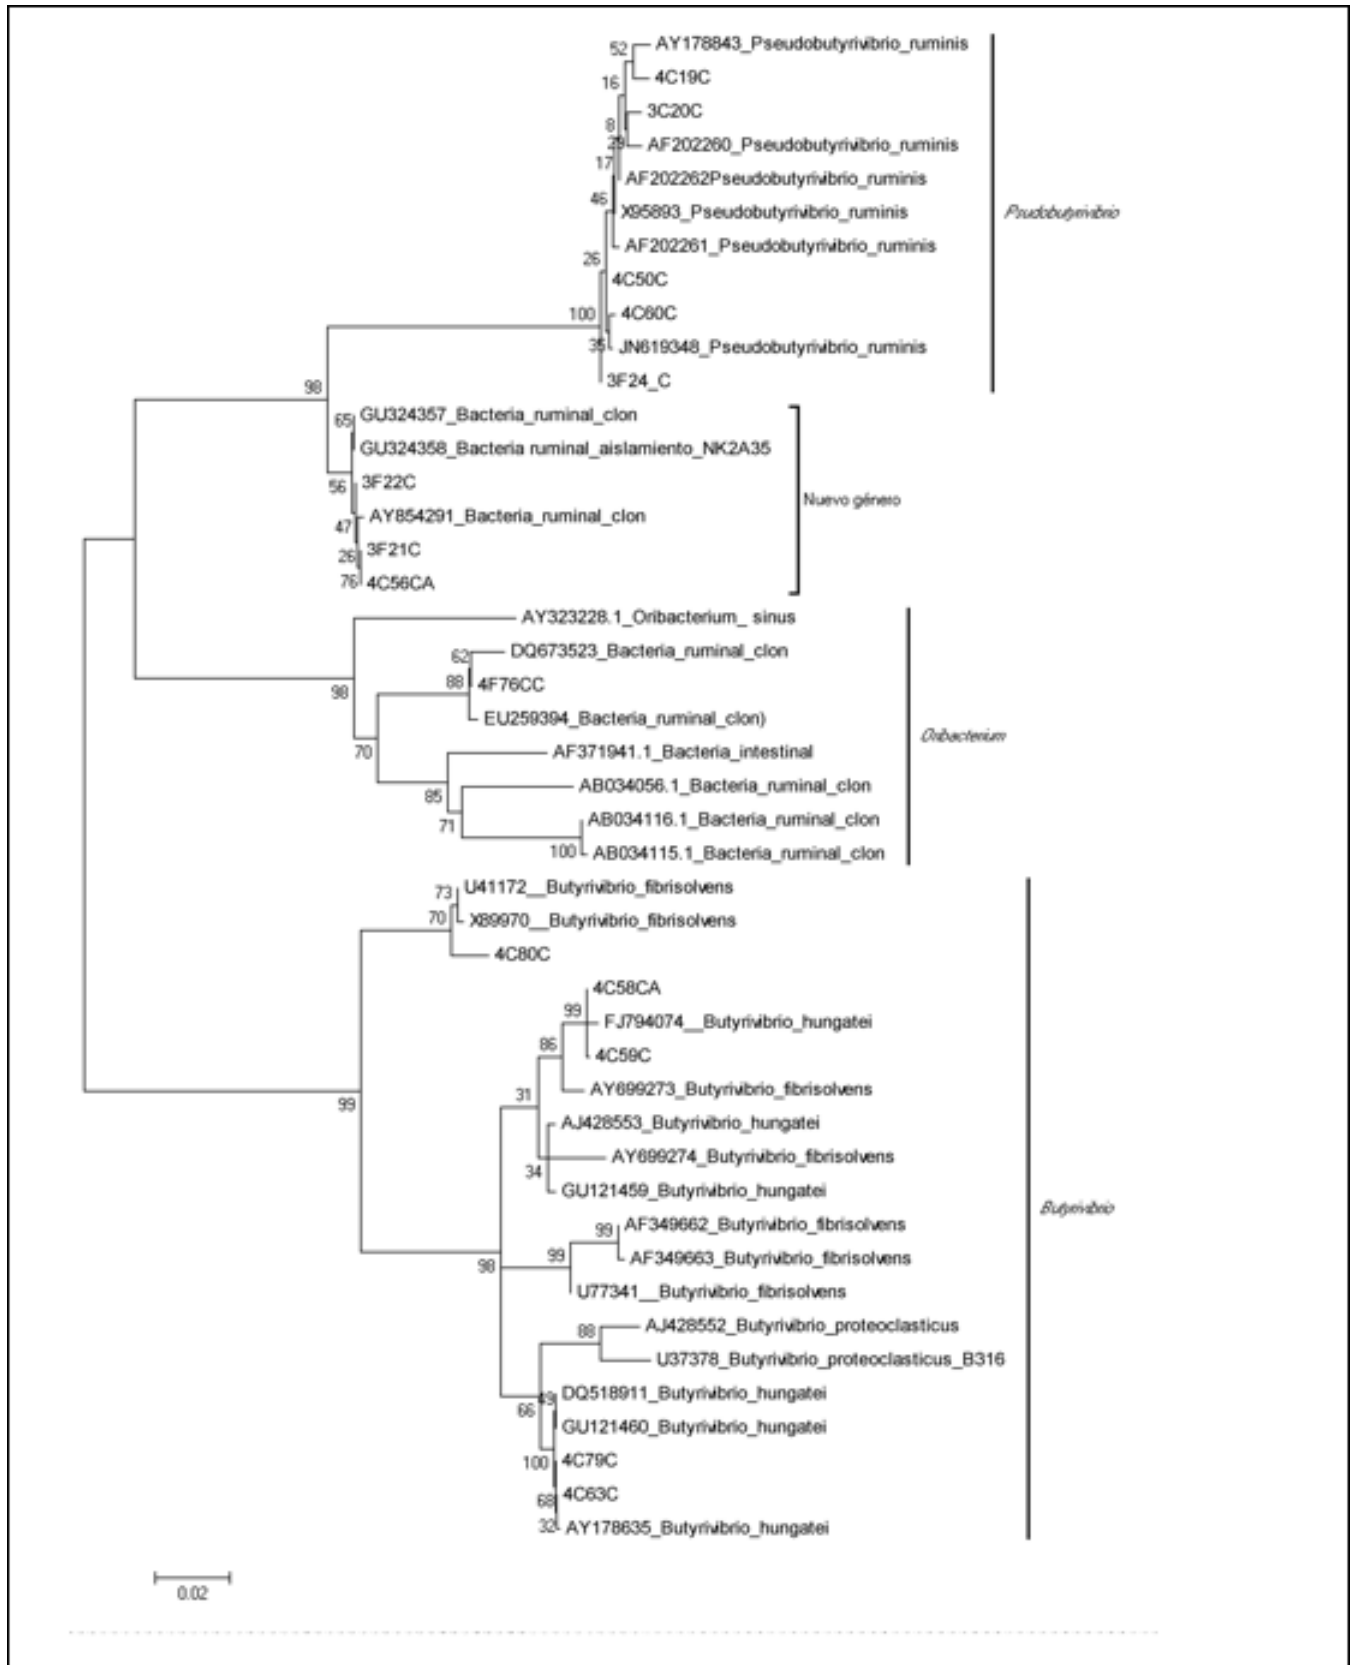 52
AY178843_Pseudobutyrivibrio_ruminis
4C19C
16
3C20C
8
29
AF202260_Pseudobutyrivibrio_ruminis
17
AF202262Pseudobutyrivibrio_ruminis
46
X95893_Pseudobutyrivibrio_ruminis
Psudobutyrivibrio
AF202261_Pseudobutyrivibrio_ruminis
26
4C50C
100
4C60C
35
JN619348_Pseudobutyrivibrio_ruminis
3F24_C
98
65
GU324357_Bacteria_ruminal_clon
GU324358_Bacteria ruminal_aislamiento_NK2A35
56
3F22C
Nuevo género
AY854291_Bacteria_ruminal_clon
47
3F21C
26
76
4C56CA
AY323228.1_Oribacterium_ sinus
62
DQ673523_Bacteria_ruminal_clon
88
4F76CC
98
EU259394_Bacteria_ruminal_clon)
Oribacterium
70
AF371941.1_Bacteria_intestinal
85
AB034056.1_Bacteria_ruminal_clon
71
AB034116.1_Bacteria_ruminal_clon
100
AB034115.1_Bacteria_ruminal_clon
73
U41172__Butyrivibrio_fibrisolvens
70
X89970__Butyrivibrio_fibrisolvens
4C80C
4C58CA
99
FJ794074__Butyrivibrio_hungatei
86
4C59C
31
AY699273_Butyrivibrio_fibrisolvens
99
AJ428553_Butyrivibrio_hungatei
AY699274_Butyrivibrio_fibrisolvens
34
GU121459_Butyrivibrio_hungatei
Butyrivibrio
99
AF349662_Butyrivibrio_fibrisolvens
99
AF349663_Butyrivibrio_fibrisolvens
98
U77341__Butyrivibrio_fibrisolvens
88
AJ428552_Butyrivibrio_proteoclasticus
U37378_Butyrivibrio_proteoclasticus_B316
49
DQ518911_Butyrivibrio_hungatei
66
GU121460_Butyrivibrio_hungatei
100
4C79C
68
4C63C
32
AY178635_Butyrivibrio_hungatei
0.02